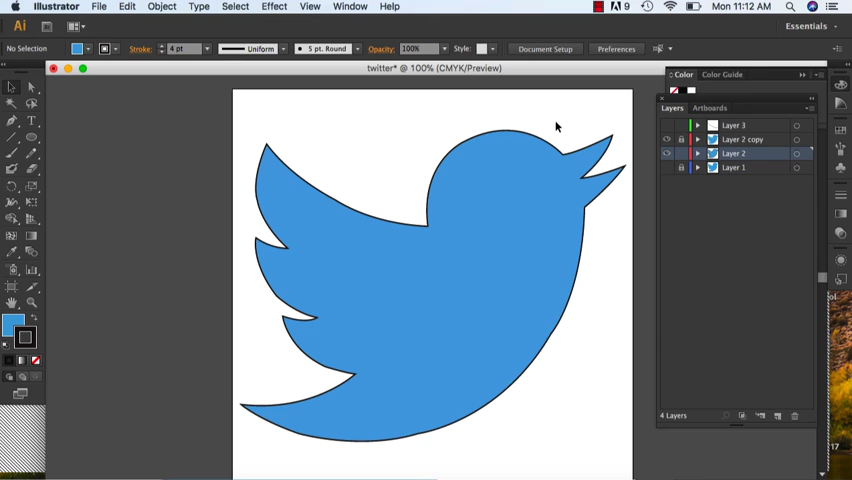 Illustrator File Edit Object Type Select Effect View Window Help
9 Mon 11:12 AM
Ai Essentials
No Selection Stroke: 4 pt Uniform 5 pt. Round Opacity: 100% Style: Document Setup Preferences
twitter* @ 100% (CMYK/Preview)
Color Color Guide
Layers Artboards
Layer 3
Layer 2 copy
Layer 2
Layer 1
4 Layers
17